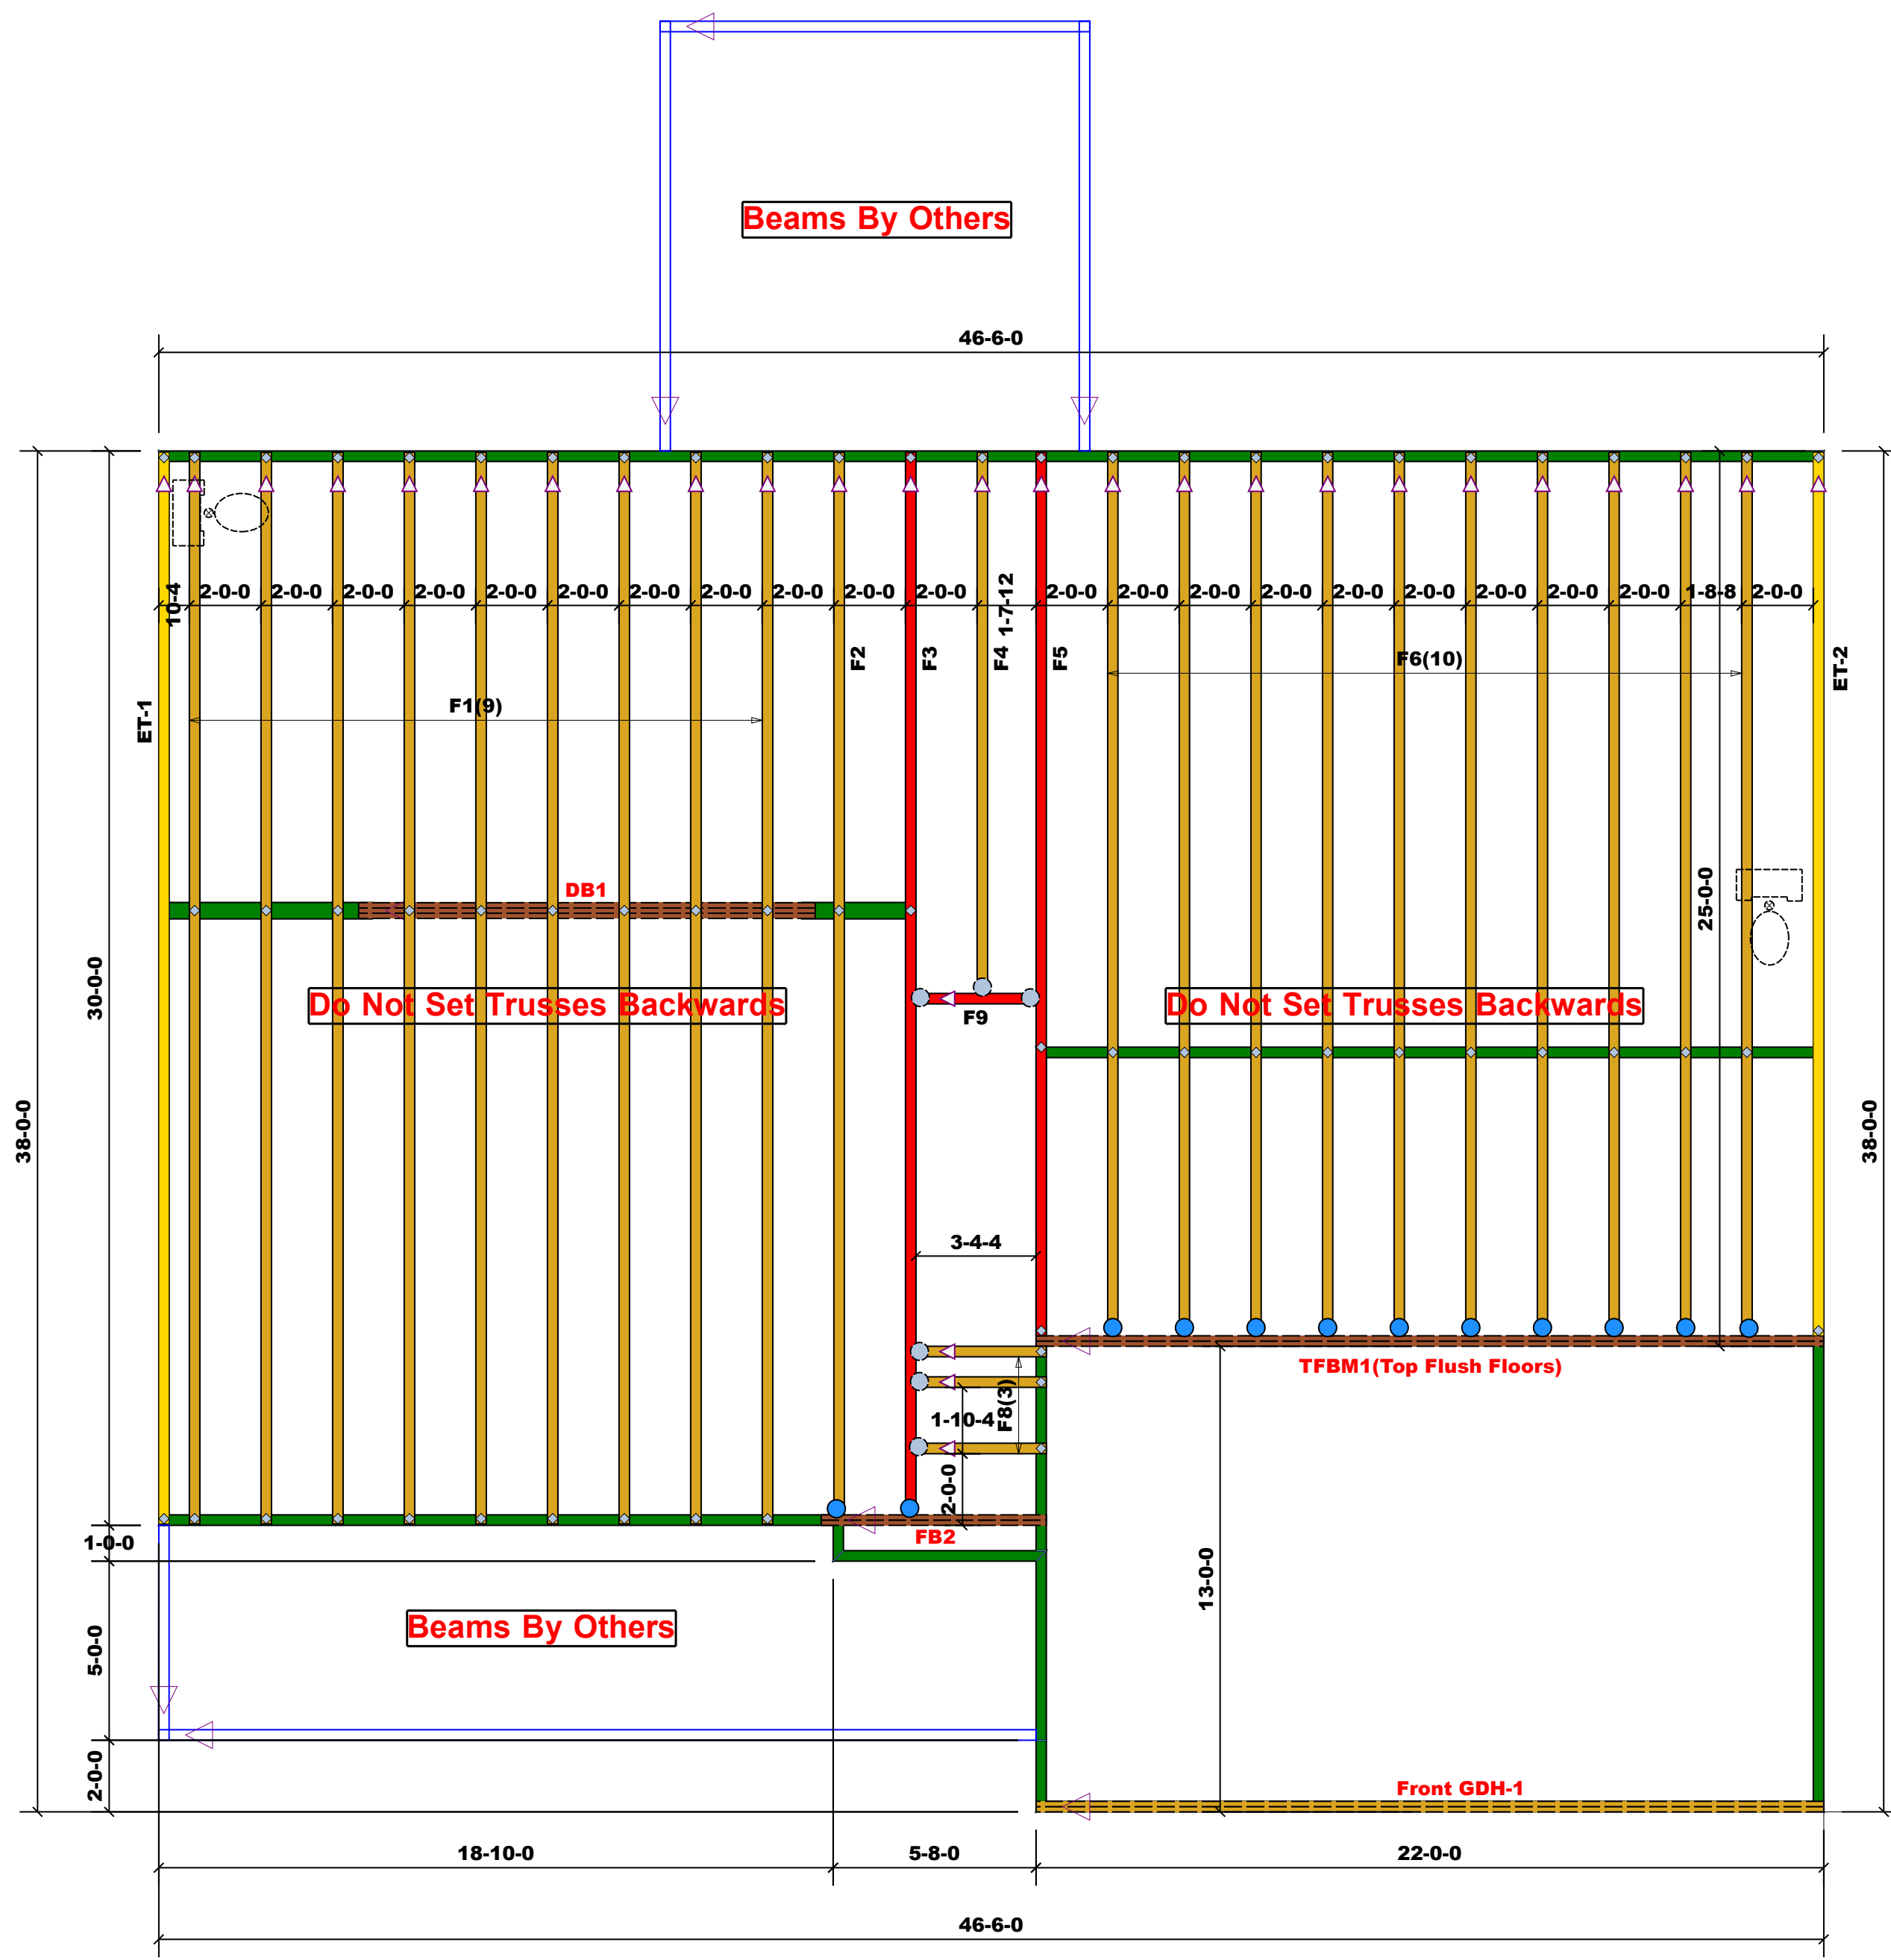 Beams By Others
46-6-0
10-4
2-0-0
2-0-0
2-0-0
2-0-0
2-0-0
2-0-0
2-0-0
2-0-0
2-0-0
2-0-0
2-0-0
1-7-12
2-0-0
2-0-0
2-0-0
2-0-0
2-0-0
2-0-0
2-0-0
2-0-0
2-0-0
1-8-8
2-0-0
F2
F3
F4
F5
F6(10)
ET-2
ET-1
F1(9)
DB1
25-0-0
30-0-0
Do Not Set Trusses Backwards
F9
Do Not Set Trusses Backwards
38-0-0
38-0-0
3-4-4
TFBM1(Top Flush Floors)
F8(3)
1-10-4
2-0-0
FB2
1-0-0
13-0-0
Beams By Others
5-0-0
2-0-0
Front GDH-1
18-10-0
5-8-0
22-0-0
46-6-0